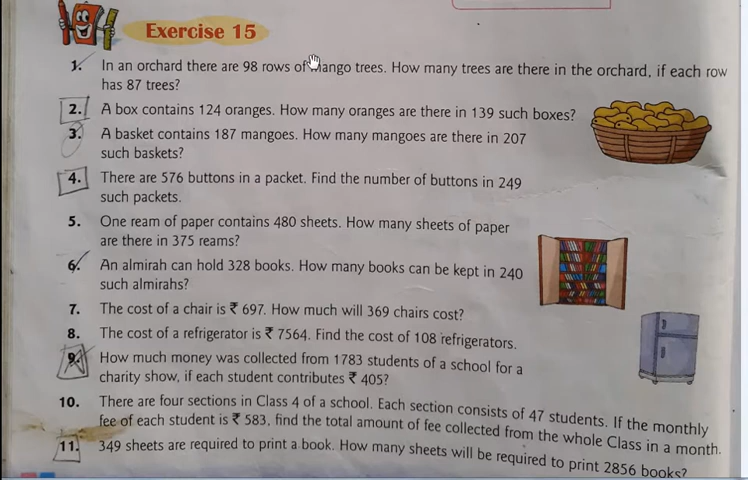 Exercise 15
1. In an orchard there are 98 rows of mango trees. How many trees are there in the orchard, if each row
has 87 trees?
2. A box contains 124 oranges. How many oranges are there in 139 such boxes?
3. A basket contains 187 mangoes. How many mangoes are there in 207
such baskets?
4. There are 576 buttons in a packet. Find the number of buttons in 249
such packets.
5. One ream of paper contains 480 sheets. How many sheets of paper
are there in 375 reams?
6. An almirah can hold 328 books. How many books can be kept in 240
such almirahs?
7. The cost of a chair is ₹ 697. How much will 369 chairs cost?
8. The cost of a refrigerator is ₹ 7564. Find the cost of 108 refrigerators.
9. How much money was collected from 1783 students of a school for a
charity show, if each student contributes ₹ 405?
10. There are four sections in Class 4 of a school. Each section consists of 47 students. If the monthly
fee of each student is ₹ 583, find the total amount of fee collected from the whole Class in a month.
11. 349 sheets are required to print a book. How many sheets will be required to print 2856 books?